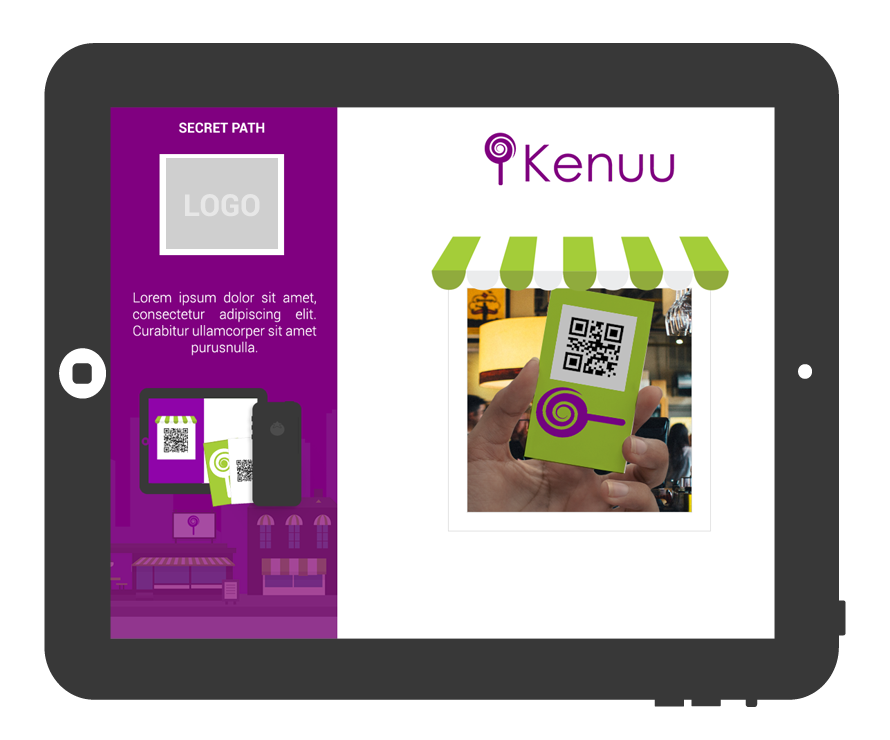 SECRET PATH
LOGO
Lorem ipsum dolor sit amet,
consectetur adipiscing elit.
Curabitur ullamcorper sit amet
purusnulla.
Kenuu